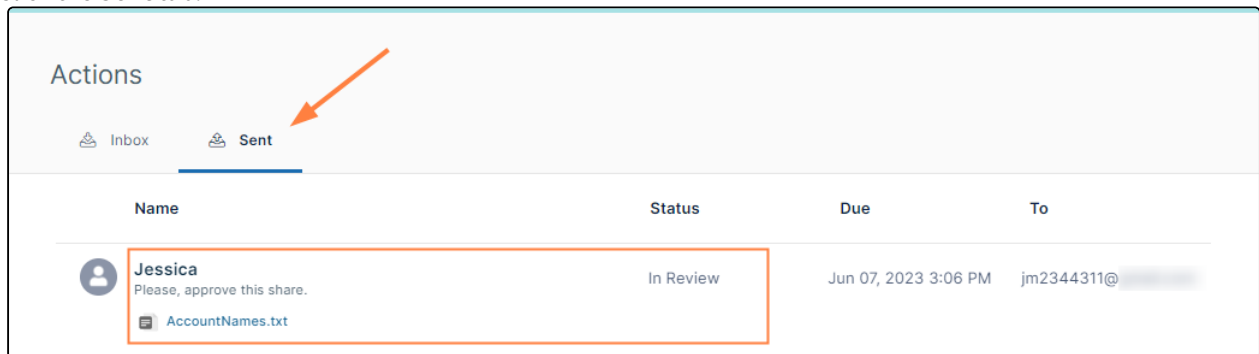 Actions
Inbox
Sent
Name Status Due To
Jessica In Review Jun 07, 2023 3:06 PM jm2344311@
Please, approve this share.
AccountNames.txt